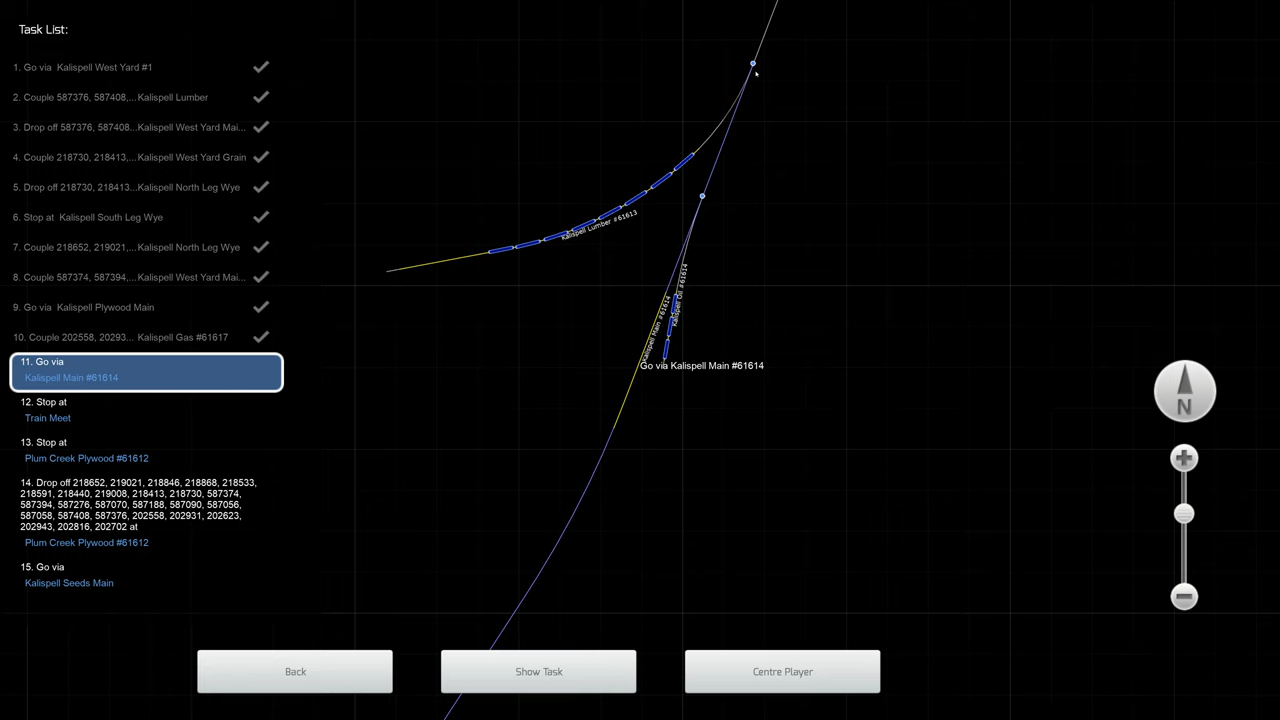 Task List:
1. Go via  Kalispell West Yard #1
2. Couple 587376, 587408,...Kalispell Lumber
3. Drop off 587376, 587408...Kalispell West Yard Mai...
4. Couple 218730, 218413,...Kalispell West Yard Grain
5. Drop off 218730, 218413...Kalispell North Leg Wye
6. Stop at  Kalispell South Leg Wye
7. Couple 218652, 219021,...Kalispell North Leg Wye
8. Couple 587374, 587394,...Kalispell West Yard Mai...
9. Go via  Kalispell Plywood Main
10. Couple 202558, 20293... Kalispell Gas #61617
11. Go via
Kalispell Main #61614
12. Stop at
Train Meet
13. Stop at
Plum Creek Plywood #61612
14. Drop off 218652, 219021, 218846, 218868, 218533,
218591, 218440, 219008, 218413, 218730, 587374,
587394, 587276, 587070, 587188, 587090, 587056,
587058, 587408, 587376, 202558, 202931, 202623,
202943, 202816, 202702 at
Plum Creek Plywood #61612
15. Go via
Kalispell Seeds Main
Kalispell Lumber #61613
Kalispell Main #61614
Kalispell Oil #61614
Go via Kalispell Main #61614
N
Back
Show Task
Centre Player